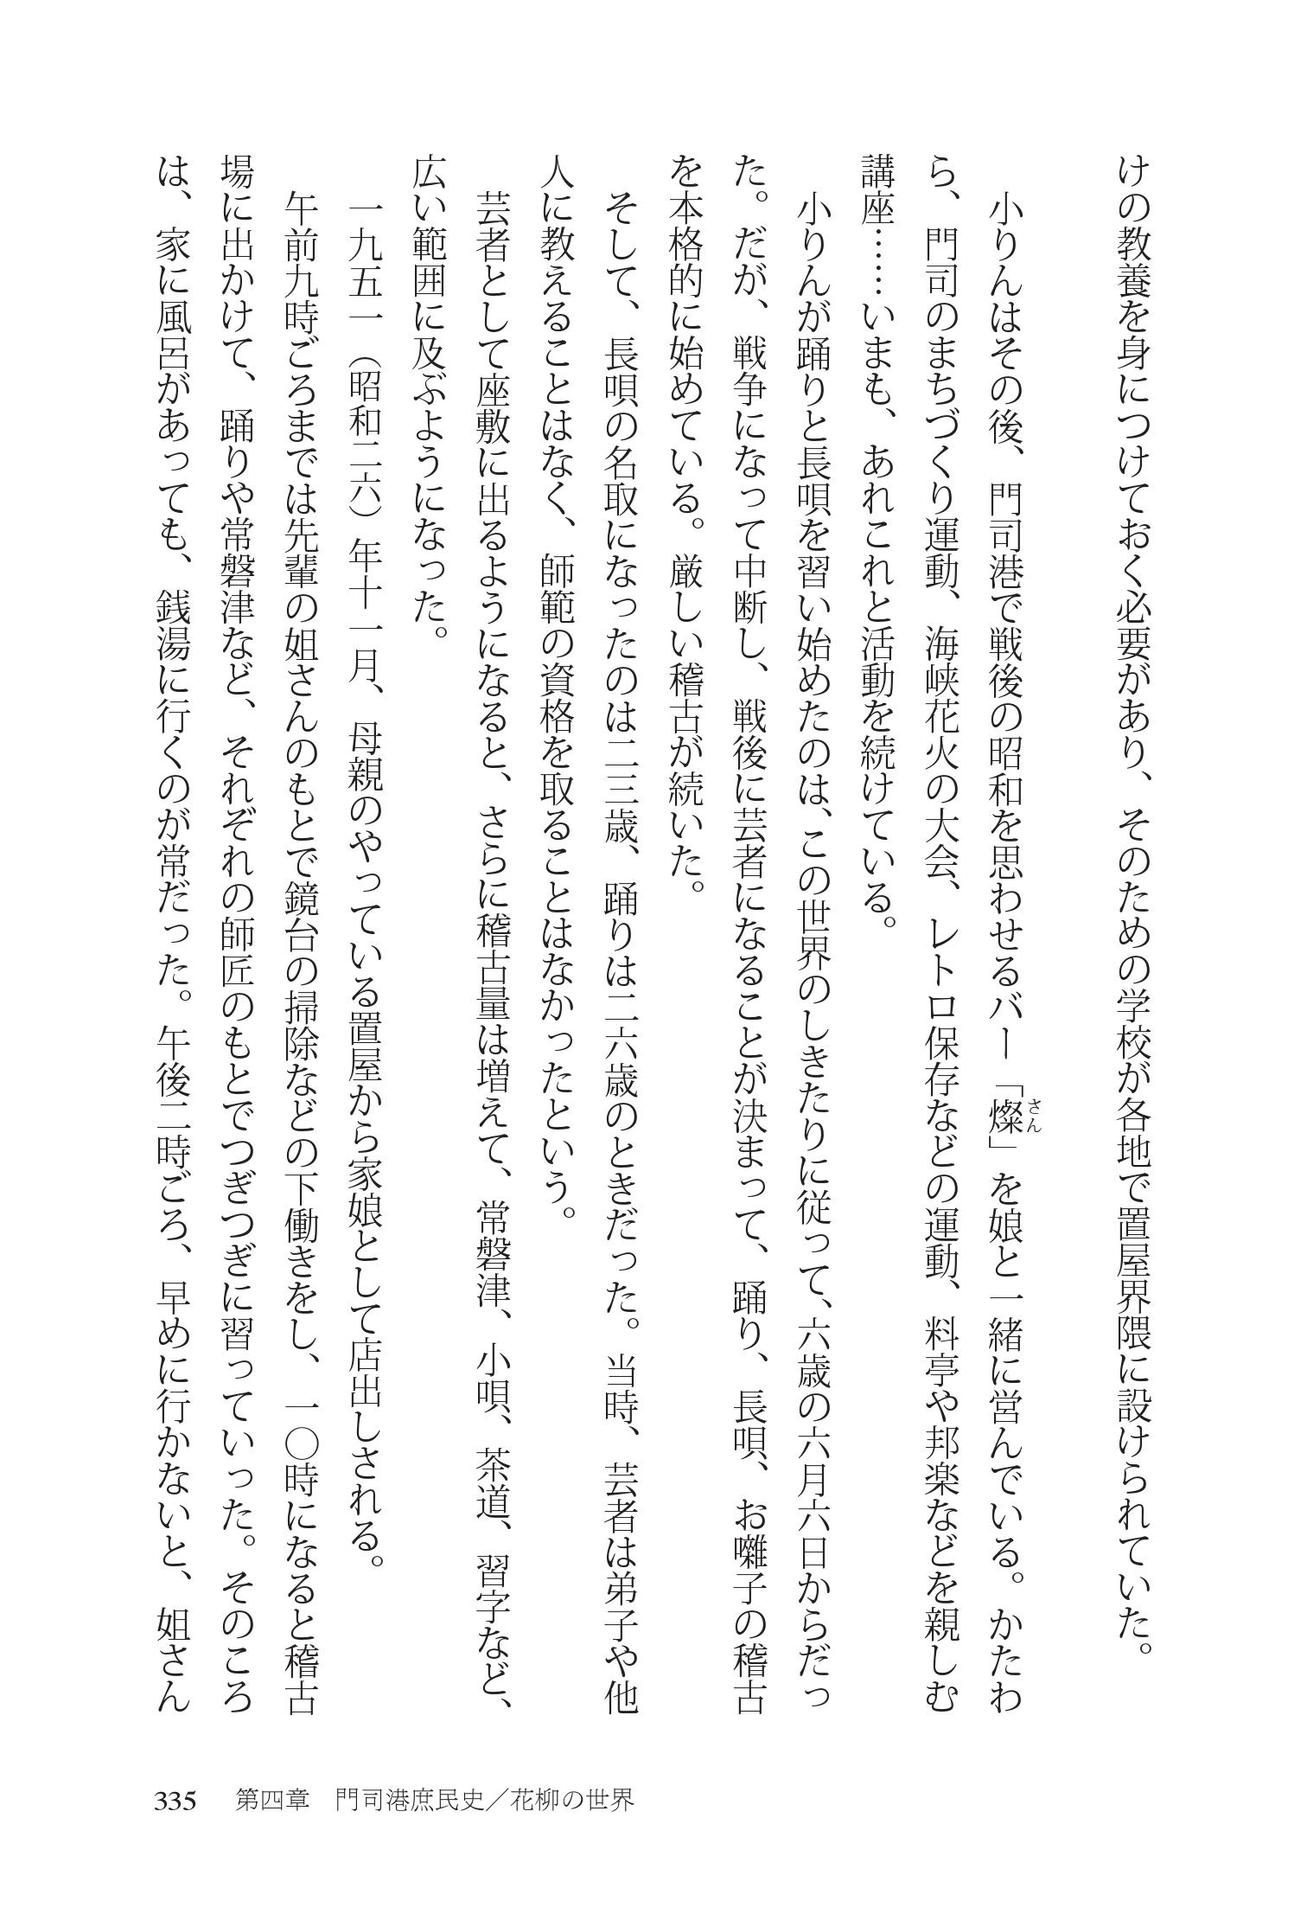 けの教養を身につけておく必要があり、そのための学校が各地で置屋界隈に設けられていた。
小りんはその後、門司港で戦後の昭和を思わせるバー「燦」を娘と一緒に営んでいる。かたわ
さん
ら、門司のまちづくり運動、海峡花火の大会、レトロ保存などの運動、料亭や邦楽などを親しむ
講座……いまも、あれこれと活動を続けている。
小りんが踊りと長唄を習い始めたのは、この世界のしきたりに従って、六歳の六月六日からだっ
た。だが、戦争になって中断し、戦後に芸者になることが決まって、踊り、長唄、お囃子の稽古
を本格的に始めている。厳しい稽古が続いた。
そして、長唄の名取になったのは二三歳、踊りは二六歳のときだった。当時、芸者は弟子や他
人に教えることはなく、師範の資格を取ることはなかったという。
芸者として座敷に出るようになると、さらに稽古量は増えて、常磐津、小唄、茶道、習字など、
広い範囲に及ぶようになった。
一九五一（昭和二六）年十一月、母親のやっている置屋から家娘として店出しされる。
午前九時ごろまでは先輩の姐さんのもとで鏡台の掃除などの下働きをし、一〇時になると稽古
場に出かけて、踊りや常磐津など、それぞれの師匠のもとでつぎつぎに習っていった。そのころ
は、家に風呂があっても、銭湯に行くのが常だった。午後二時ごろ、早めに行かないと、姐さん
335 第四章 門司港庶民史／花柳の世界